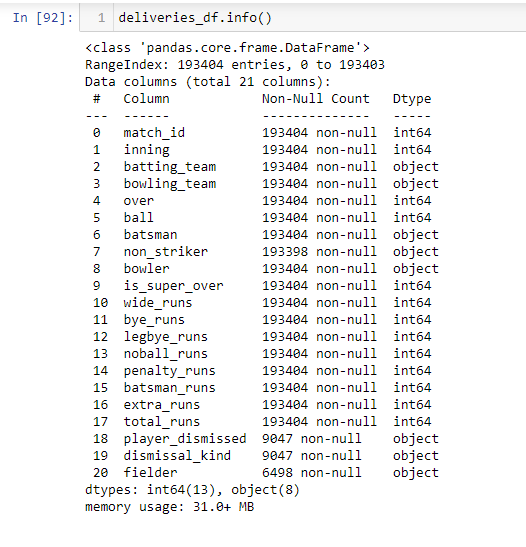 In [92]: 1 deliveries_df.info()
<class 'pandas.core.frame.DataFrame'>
RangeIndex: 193404 entries, 0 to 193403
Data columns (total 21 columns):
 #   Column            Non-Null Count   Dtype
---  ------            --------------   -----
 0   match_id          193404 non-null  int64
 1   inning            193404 non-null  int64
 2   batting_team      193404 non-null  object
 3   bowling_team      193404 non-null  object
 4   over              193404 non-null  int64
 5   ball              193404 non-null  int64
 6   batsman           193404 non-null  object
 7   non_striker       193398 non-null  object
 8   bowler            193404 non-null  object
 9   is_super_over     193404 non-null  int64
 10  wide_runs         193404 non-null  int64
 11  bye_runs          193404 non-null  int64
 12  legbye_runs       193404 non-null  int64
 13  noball_runs       193404 non-null  int64
 14  penalty_runs      193404 non-null  int64
 15  batsman_runs      193404 non-null  int64
 16  extra_runs        193404 non-null  int64
 17  total_runs        193404 non-null  int64
 18  player_dismissed  9047 non-null    object
 19  dismissal_kind    9047 non-null    object
 20  fielder           6498 non-null    object
dtypes: int64(13), object(8)
memory usage: 31.0+ MB